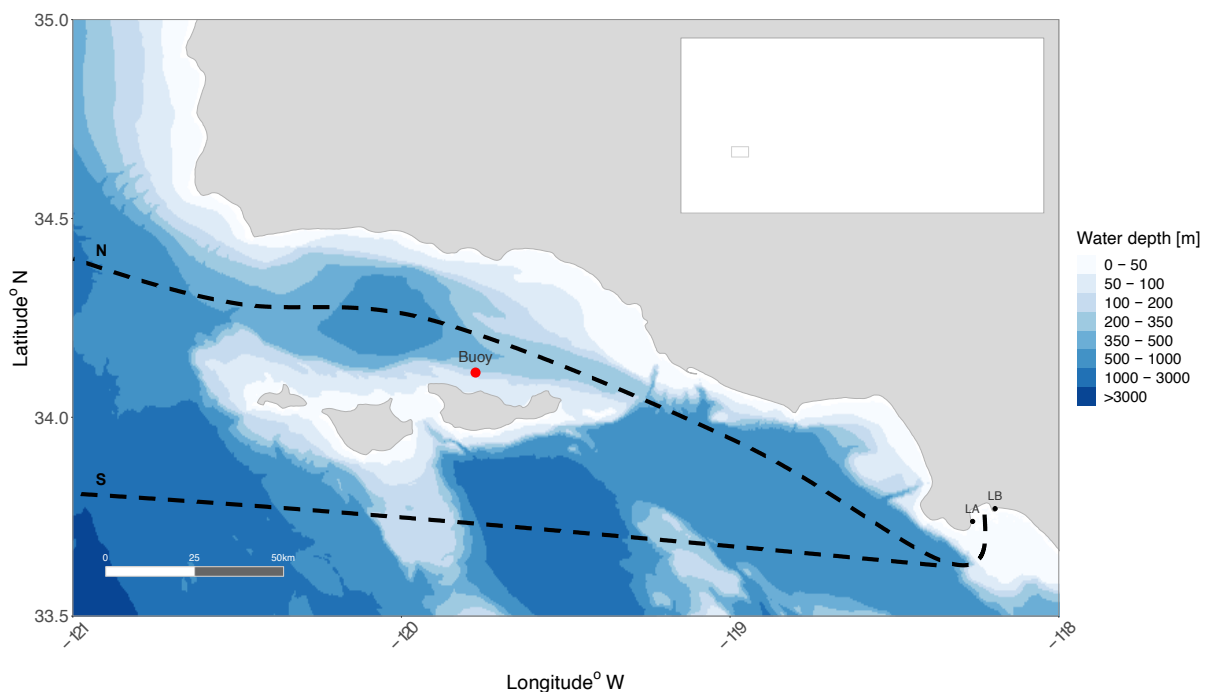 35.0
34.5
34.0
33.5
Latitude° N
N
Buoy
S
LA
LB
0 25 50km
-121
-120
-119
-118
Longitude° W
Water depth [m]
0 − 50
50 − 100
100 − 200
200 − 350
350 − 500
500 − 1000
1000 − 3000
>3000